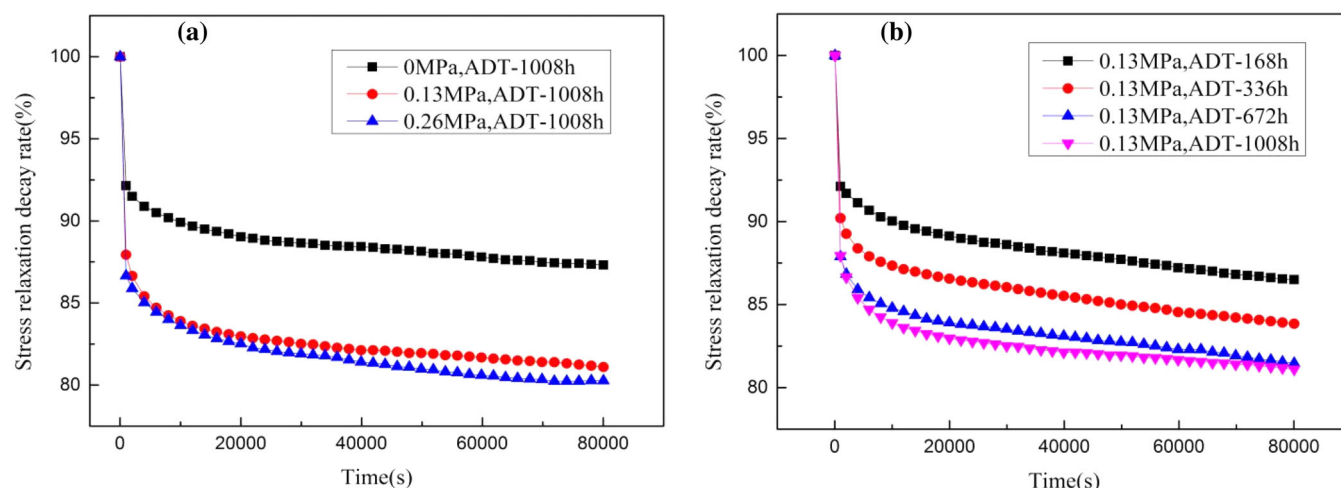 (a)
0MPa,ADT-1008h
0.13MPa,ADT-1008h
0.26MPa,ADT-1008h
Stress relaxation decay rate(%)
100
95
90
85
80
0
20000
40000
60000
80000
Time(s)
(b)
0.13MPa,ADT-168h
0.13MPa,ADT-336h
0.13MPa,ADT-672h
0.13MPa,ADT-1008h
Stress relaxation decay rate(%)
100
95
90
85
80
0
20000
40000
60000
80000
Time(s)